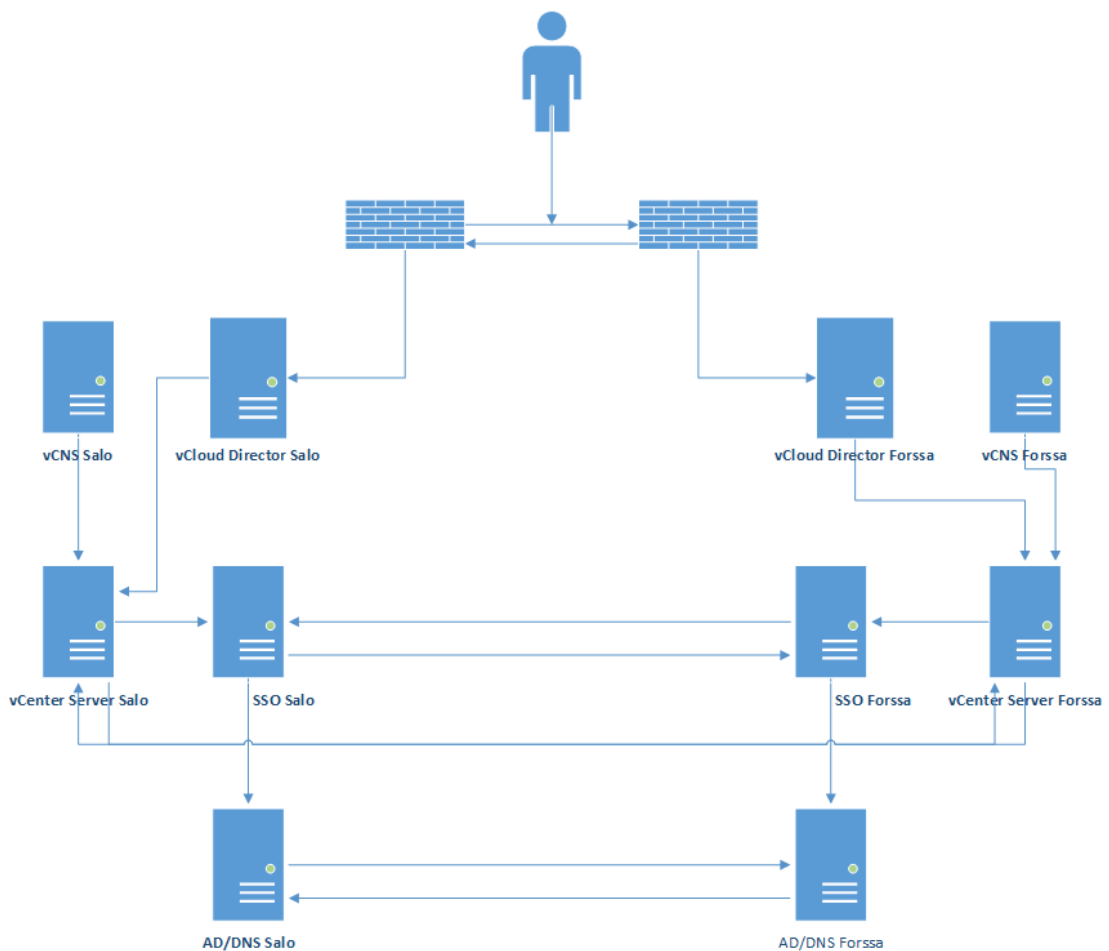 vCNS Salo
vCloud Director Salo
vCloud Director Forssa
vCNS Forssa
vCenter Server Salo
SSO Salo
SSO Forssa
vCenter Server Forssa
AD/DNS Salo
AD/DNS Forssa